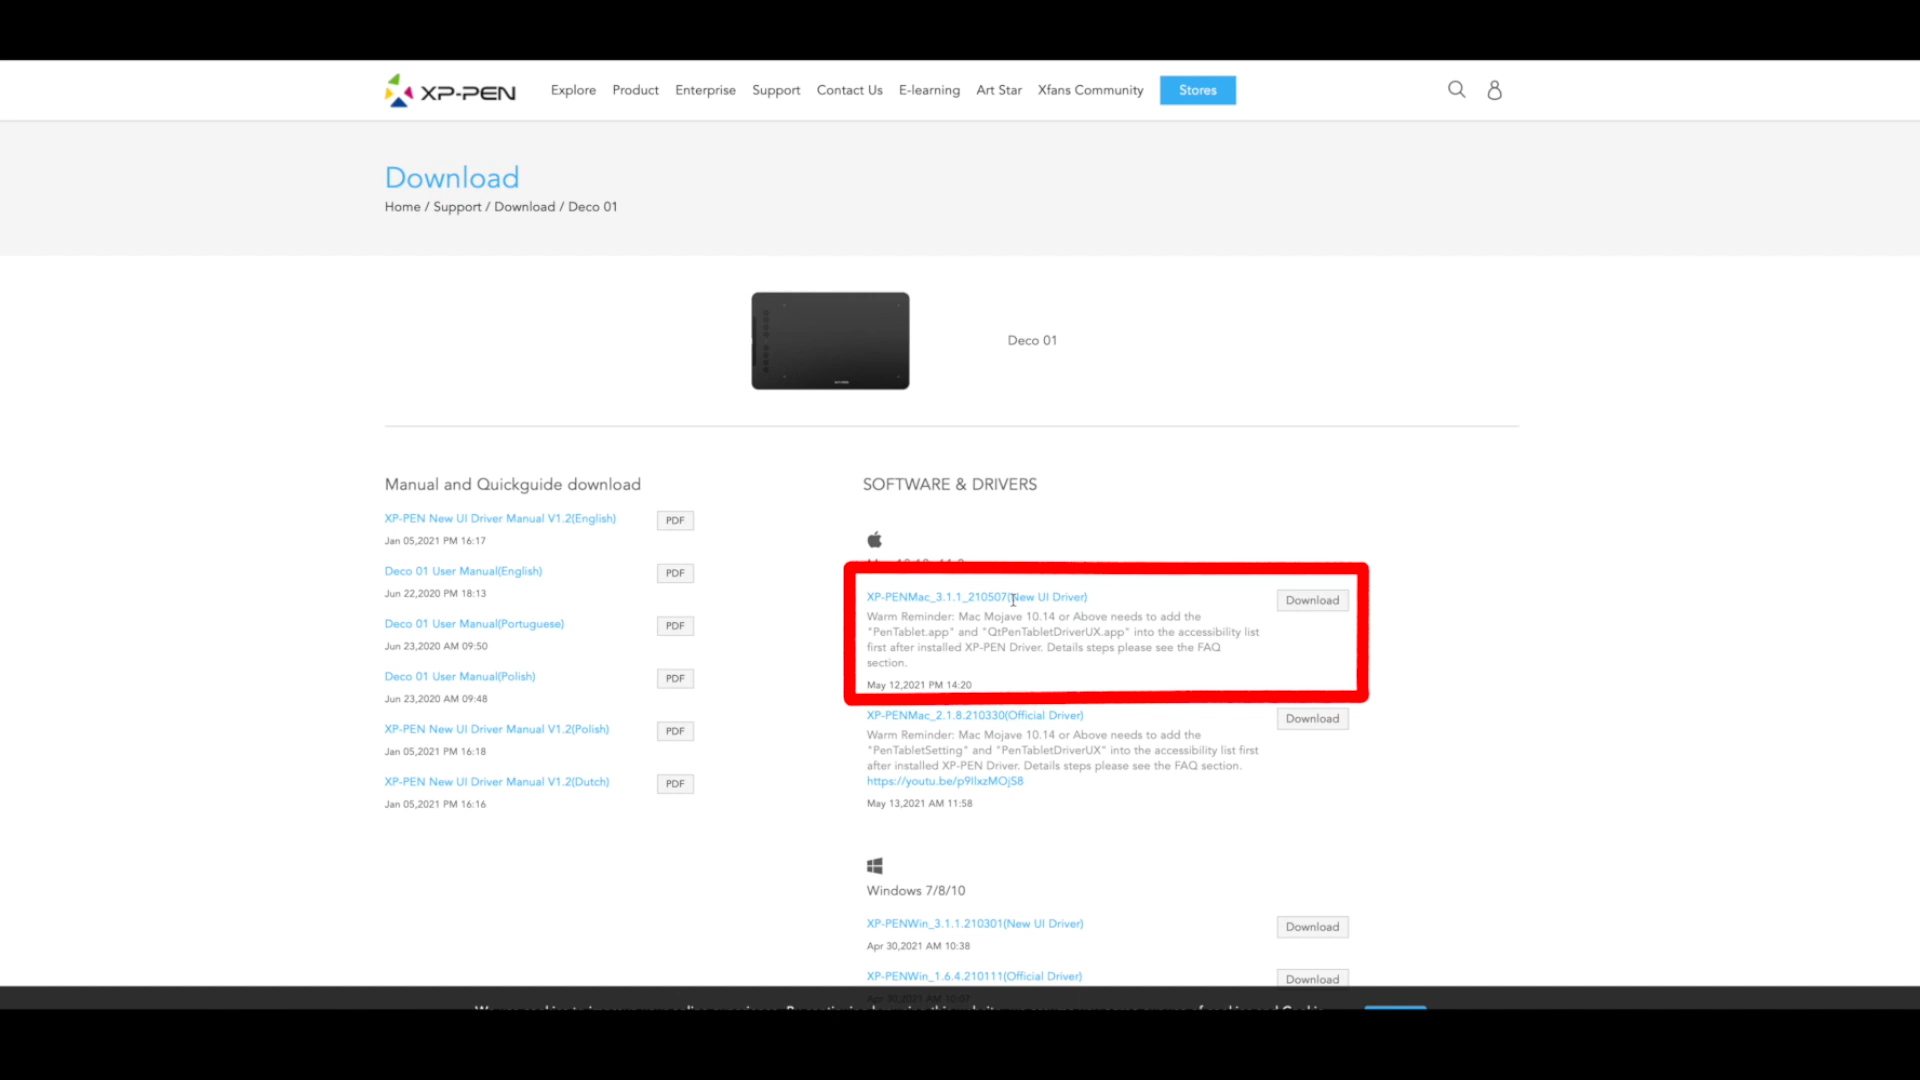 XP-PEN
Explore Product Enterprise Support Contact Us E-learning Art Star Xfans Community Stores
Download
Home / Support / Download / Deco 01
Deco 01
Manual and Quickguide download
XP-PEN New UI Driver Manual V1.2(English) PDF
Jan 05,2021 PM 16:17
Deco 01 User Manual(English) PDF
Jun 22,2020 PM 18:13
Deco 01 User Manual(Portuguese) PDF
Jun 23,2020 AM 09:50
Deco 01 User Manual(Polish) PDF
Jun 23,2020 AM 09:48
XP-PEN New UI Driver Manual V1.2(Polish) PDF
Jan 05,2021 PM 16:18
XP-PEN New UI Driver Manual V1.2(Dutch) PDF
Jan 05,2021 PM 16:16
SOFTWARE & DRIVERS
XP-PENMac_3.1.1_210507(New UI Driver) Download
Warm Reminder: Mac Mojave 10.14 or Above needs to add the
"PenTablet.app" and "QtPenTabletDriverUX.app" into the accessibility list
first after installed XP-PEN Driver. Details steps please see the FAQ
section.
May 12,2021 PM 14:20
XP-PENMac_2.1.8.210330(Official Driver) Download
Warm Reminder: Mac Mojave 10.14 or Above needs to add the
"PenTabletSetting" and "PenTabletDriverUX" into the accessibility list first
after installed XP-PEN Driver. Details steps please see the FAQ section.
https://youtu.be/p9IlxzMOjS8
May 13,2021 AM 11:58
Windows 7/8/10
XP-PENWin_3.1.1.210301(New UI Driver) Download
Apr 30,2021 AM 10:38
XP-PENWin_1.6.4.210111(Official Driver) Download